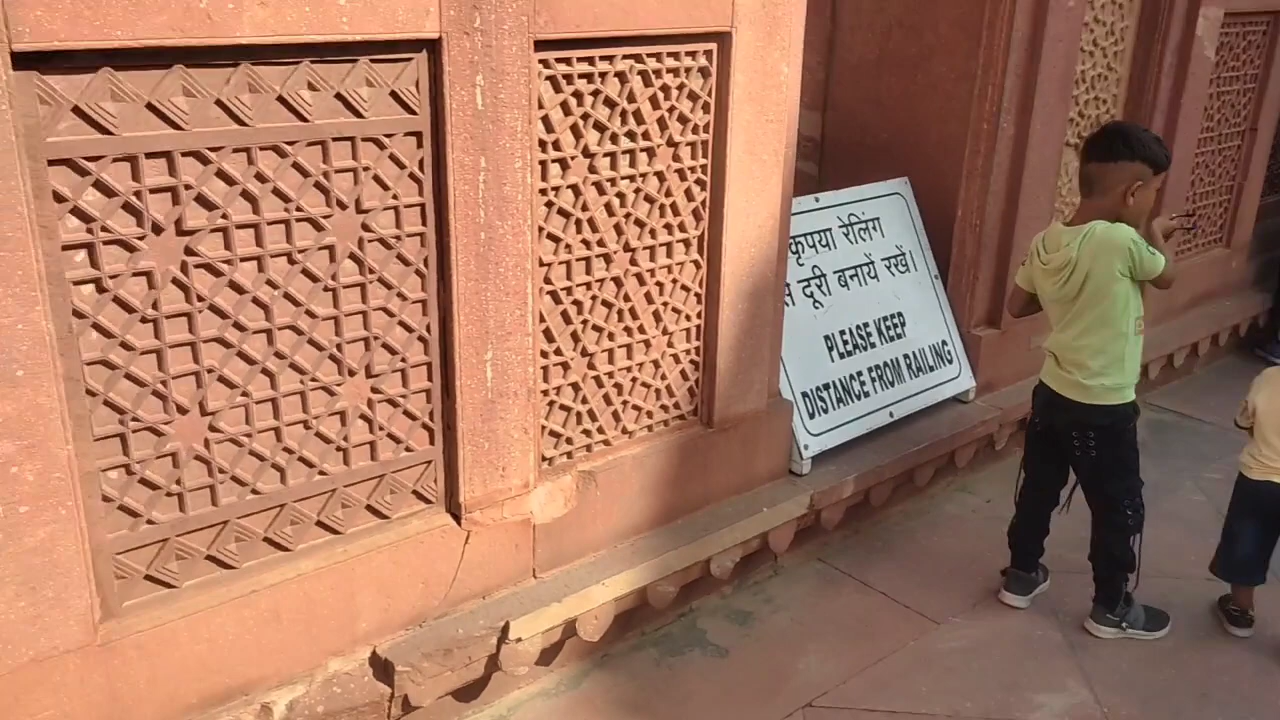 कृपया रेलिंग
से दूरी बनायें रखें।
PLEASE KEEP
DISTANCE FROM RAILING